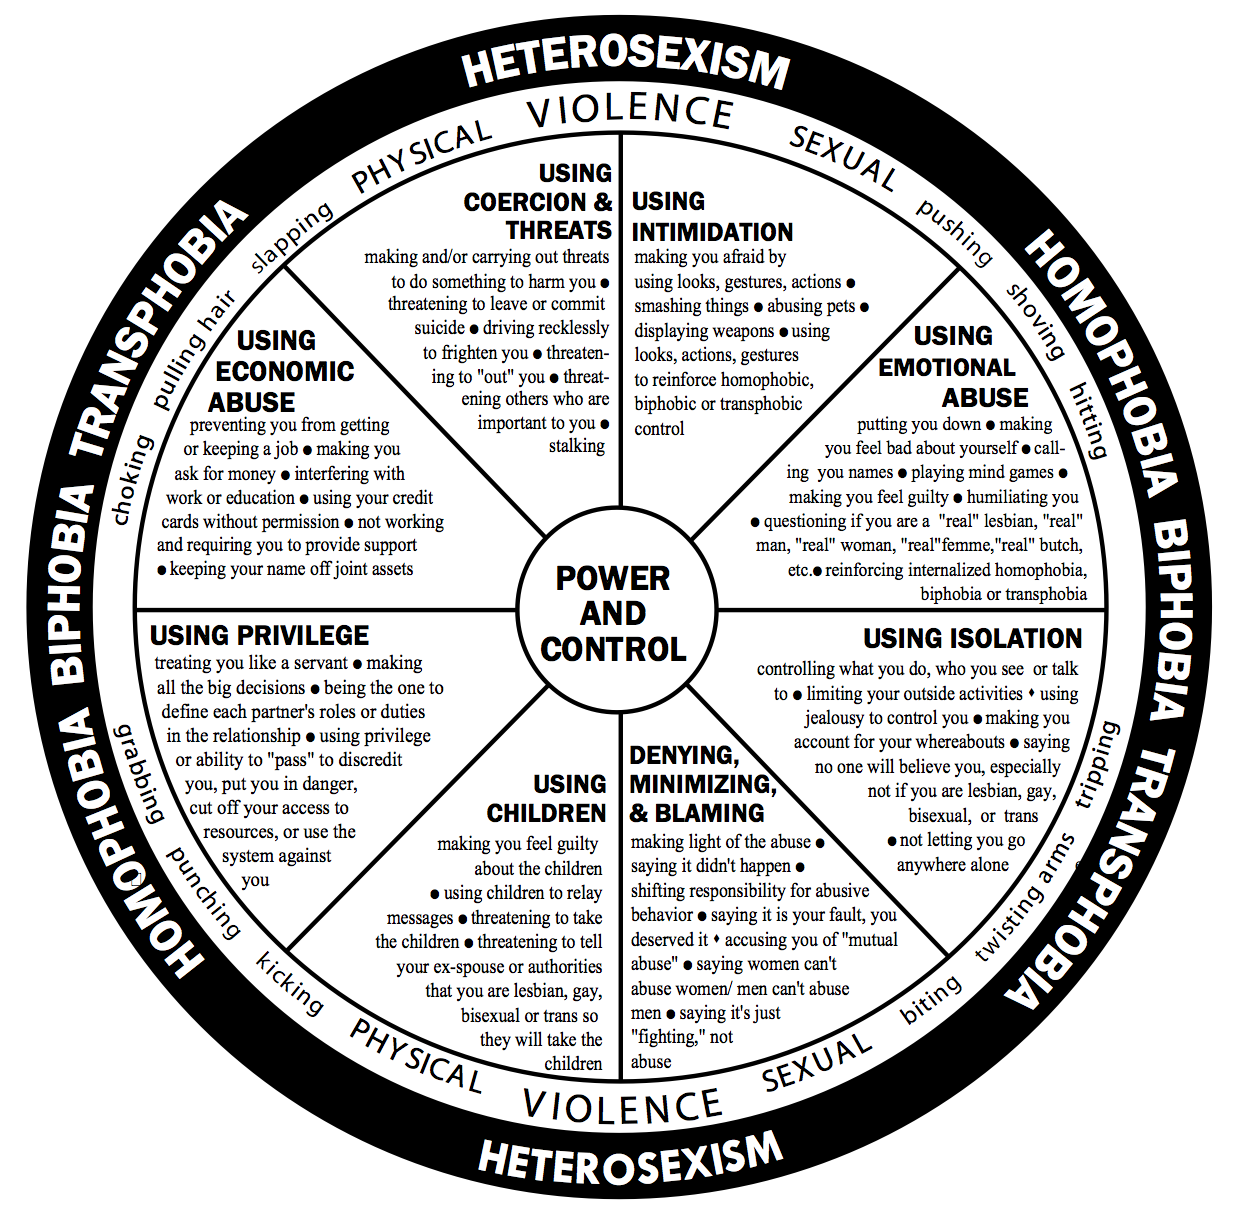 HETEROSEXISM
HOMOPHOBIA
BIPHOBIA
TRANSPHOBIA
HETEROSEXISM
HOMOPHOBIA
BIPHOBIA
TRANSPHOBIA
PHYSICAL
VIOLENCE
SEXUAL
pushing
shoving
hitting
tripping
twisting arms
biting
SEXUAL
VIOLENCE
PHYSICAL
kicking
punching
grabbing
choking
pulling hair
slapping
USING
COERCION &
THREATS
making and/or carrying out threats
to do something to harm you ●
threatening to leave or commit
suicide ● driving recklessly
to frighten you ● threaten-
ing to "out" you ● threat-
ening others who are
important to you ●
stalking
USING
INTIMIDATION
making you afraid by
using looks, gestures, actions ●
smashing things ● abusing pets ●
displaying weapons ● using
looks, actions, gestures
to reinforce homophobic,
biphobic or transphobic
control
USING
EMOTIONAL
ABUSE
putting you down ● making
you feel bad about yourself ● call-
ing you names ● playing mind games ●
making you feel guilty ● humiliating you
● questioning if you are a "real" lesbian, "real"
man, "real" woman, "real"femme,"real" butch,
etc.● reinforcing internalized homophobia,
biphobia or transphobia
USING ISOLATION
controlling what you do, who you see or talk
to ● limiting your outside activities ♦ using
jealousy to control you ● making you
account for your whereabouts ● saying
no one will believe you, especially
not if you are lesbian, gay,
bisexual, or trans
● not letting you go
anywhere alone
DENYING,
MINIMIZING,
& BLAMING
making light of the abuse ●
saying it didn't happen ●
shifting responsibility for abusive
behavior ● saying it is your fault, you
deserved it ♦ accusing you of "mutual
abuse" ● saying women can't
abuse women/ men can't abuse
men ● saying it's just
"fighting," not
abuse
USING
CHILDREN
making you feel guilty
about the children
● using children to relay
messages ● threatening to take
the children ● threatening to tell
your ex-spouse or authorities
that you are lesbian, gay,
bisexual or trans so
they will take the
children
USING PRIVILEGE
treating you like a servant ● making
all the big decisions ● being the one to
define each partner's roles or duties
in the relationship ● using privilege
or ability to "pass" to discredit
you, put you in danger,
cut off your access to
resources, or use the
system against
you
USING
ECONOMIC
ABUSE
preventing you from getting
or keeping a job ● making you
ask for money ● interfering with
work or education ● using your credit
cards without permission ● not working
and requiring you to provide support
● keeping your name off joint assets
POWER
AND
CONTROL